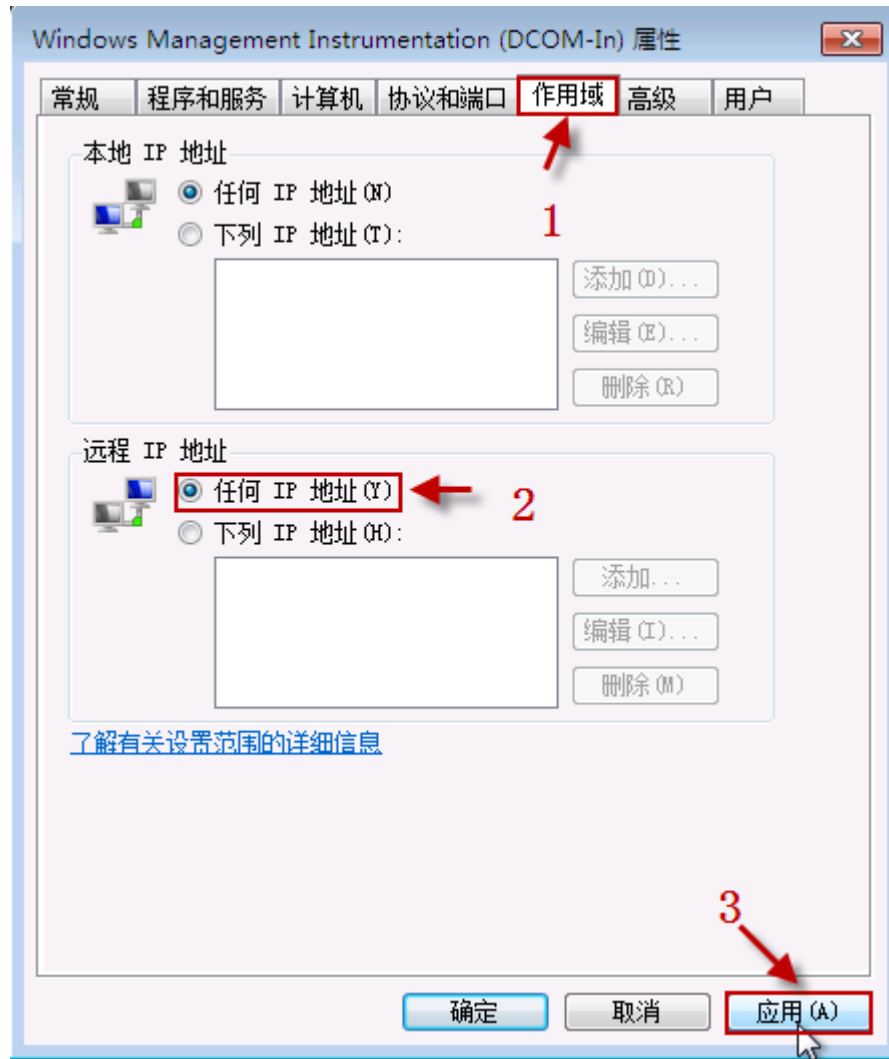 Windows Management Instrumentation (DCOM-In) 属性
常规 程序和服务 计算机 协议和端口 作用域 高级 用户
本地 IP 地址
任何 IP 地址(N)
1
下列 IP 地址(T):
添加(D)...
编辑(E)...
删除(R)
远程 IP 地址
任何 IP 地址(Y)
2
下列 IP 地址(H):
添加...
编辑(I)...
删除(M)
了解有关设置范围的详细信息
3
确定 取消 应用(A)